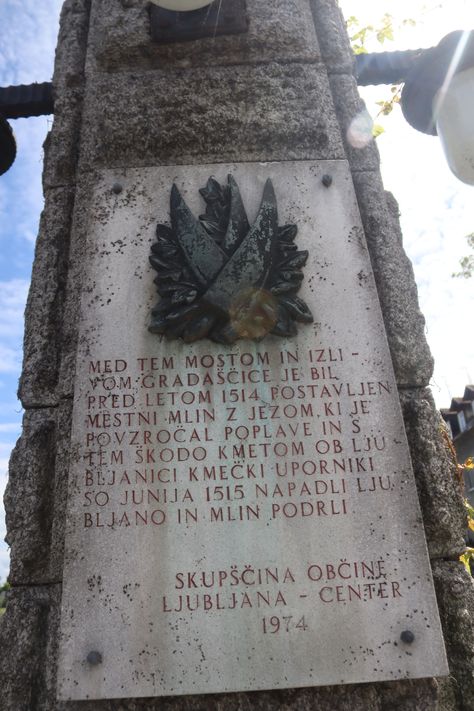 MED TEM MOSTOM IN IZLI -
VOM GRADAŠČICE JE BIL
PRED LETOM 1514 POSTAVLJEN
MESTNI MLIN Z JEZOM, KI JE
POVZROČAL POPLAVE IN S
TEM ŠKODO KMETOM OB LJU
BLJANICI KMEČKI UPORNIKI
SO JUNIJA 1515 NAPADLI LJU
BLJANO IN MLIN PODRLI
SKUPŠČINA OBČINE
LJUBLJANA - CENTER
1974